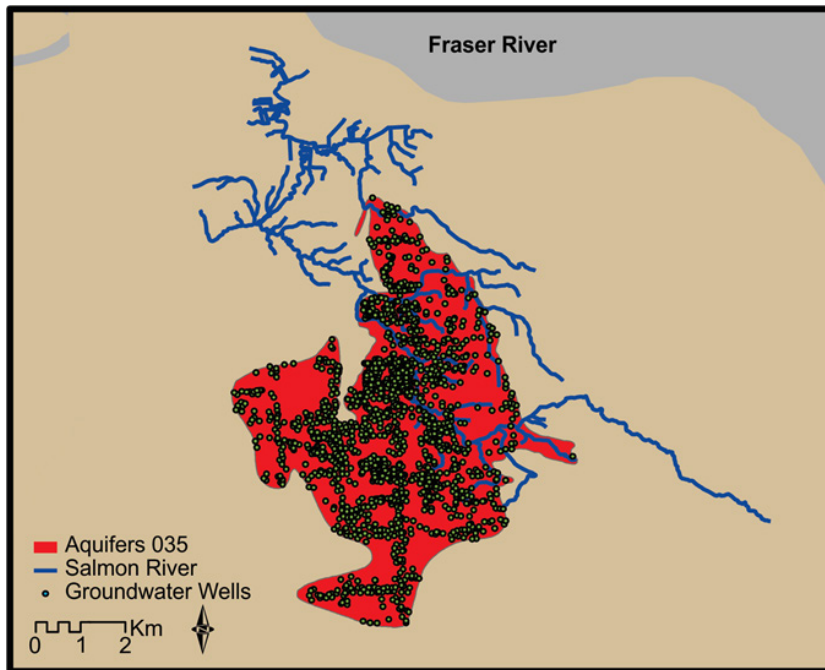 Fraser River
Aquifers 035
Salmon River
Groundwater Wells
Km
0 1 2
N